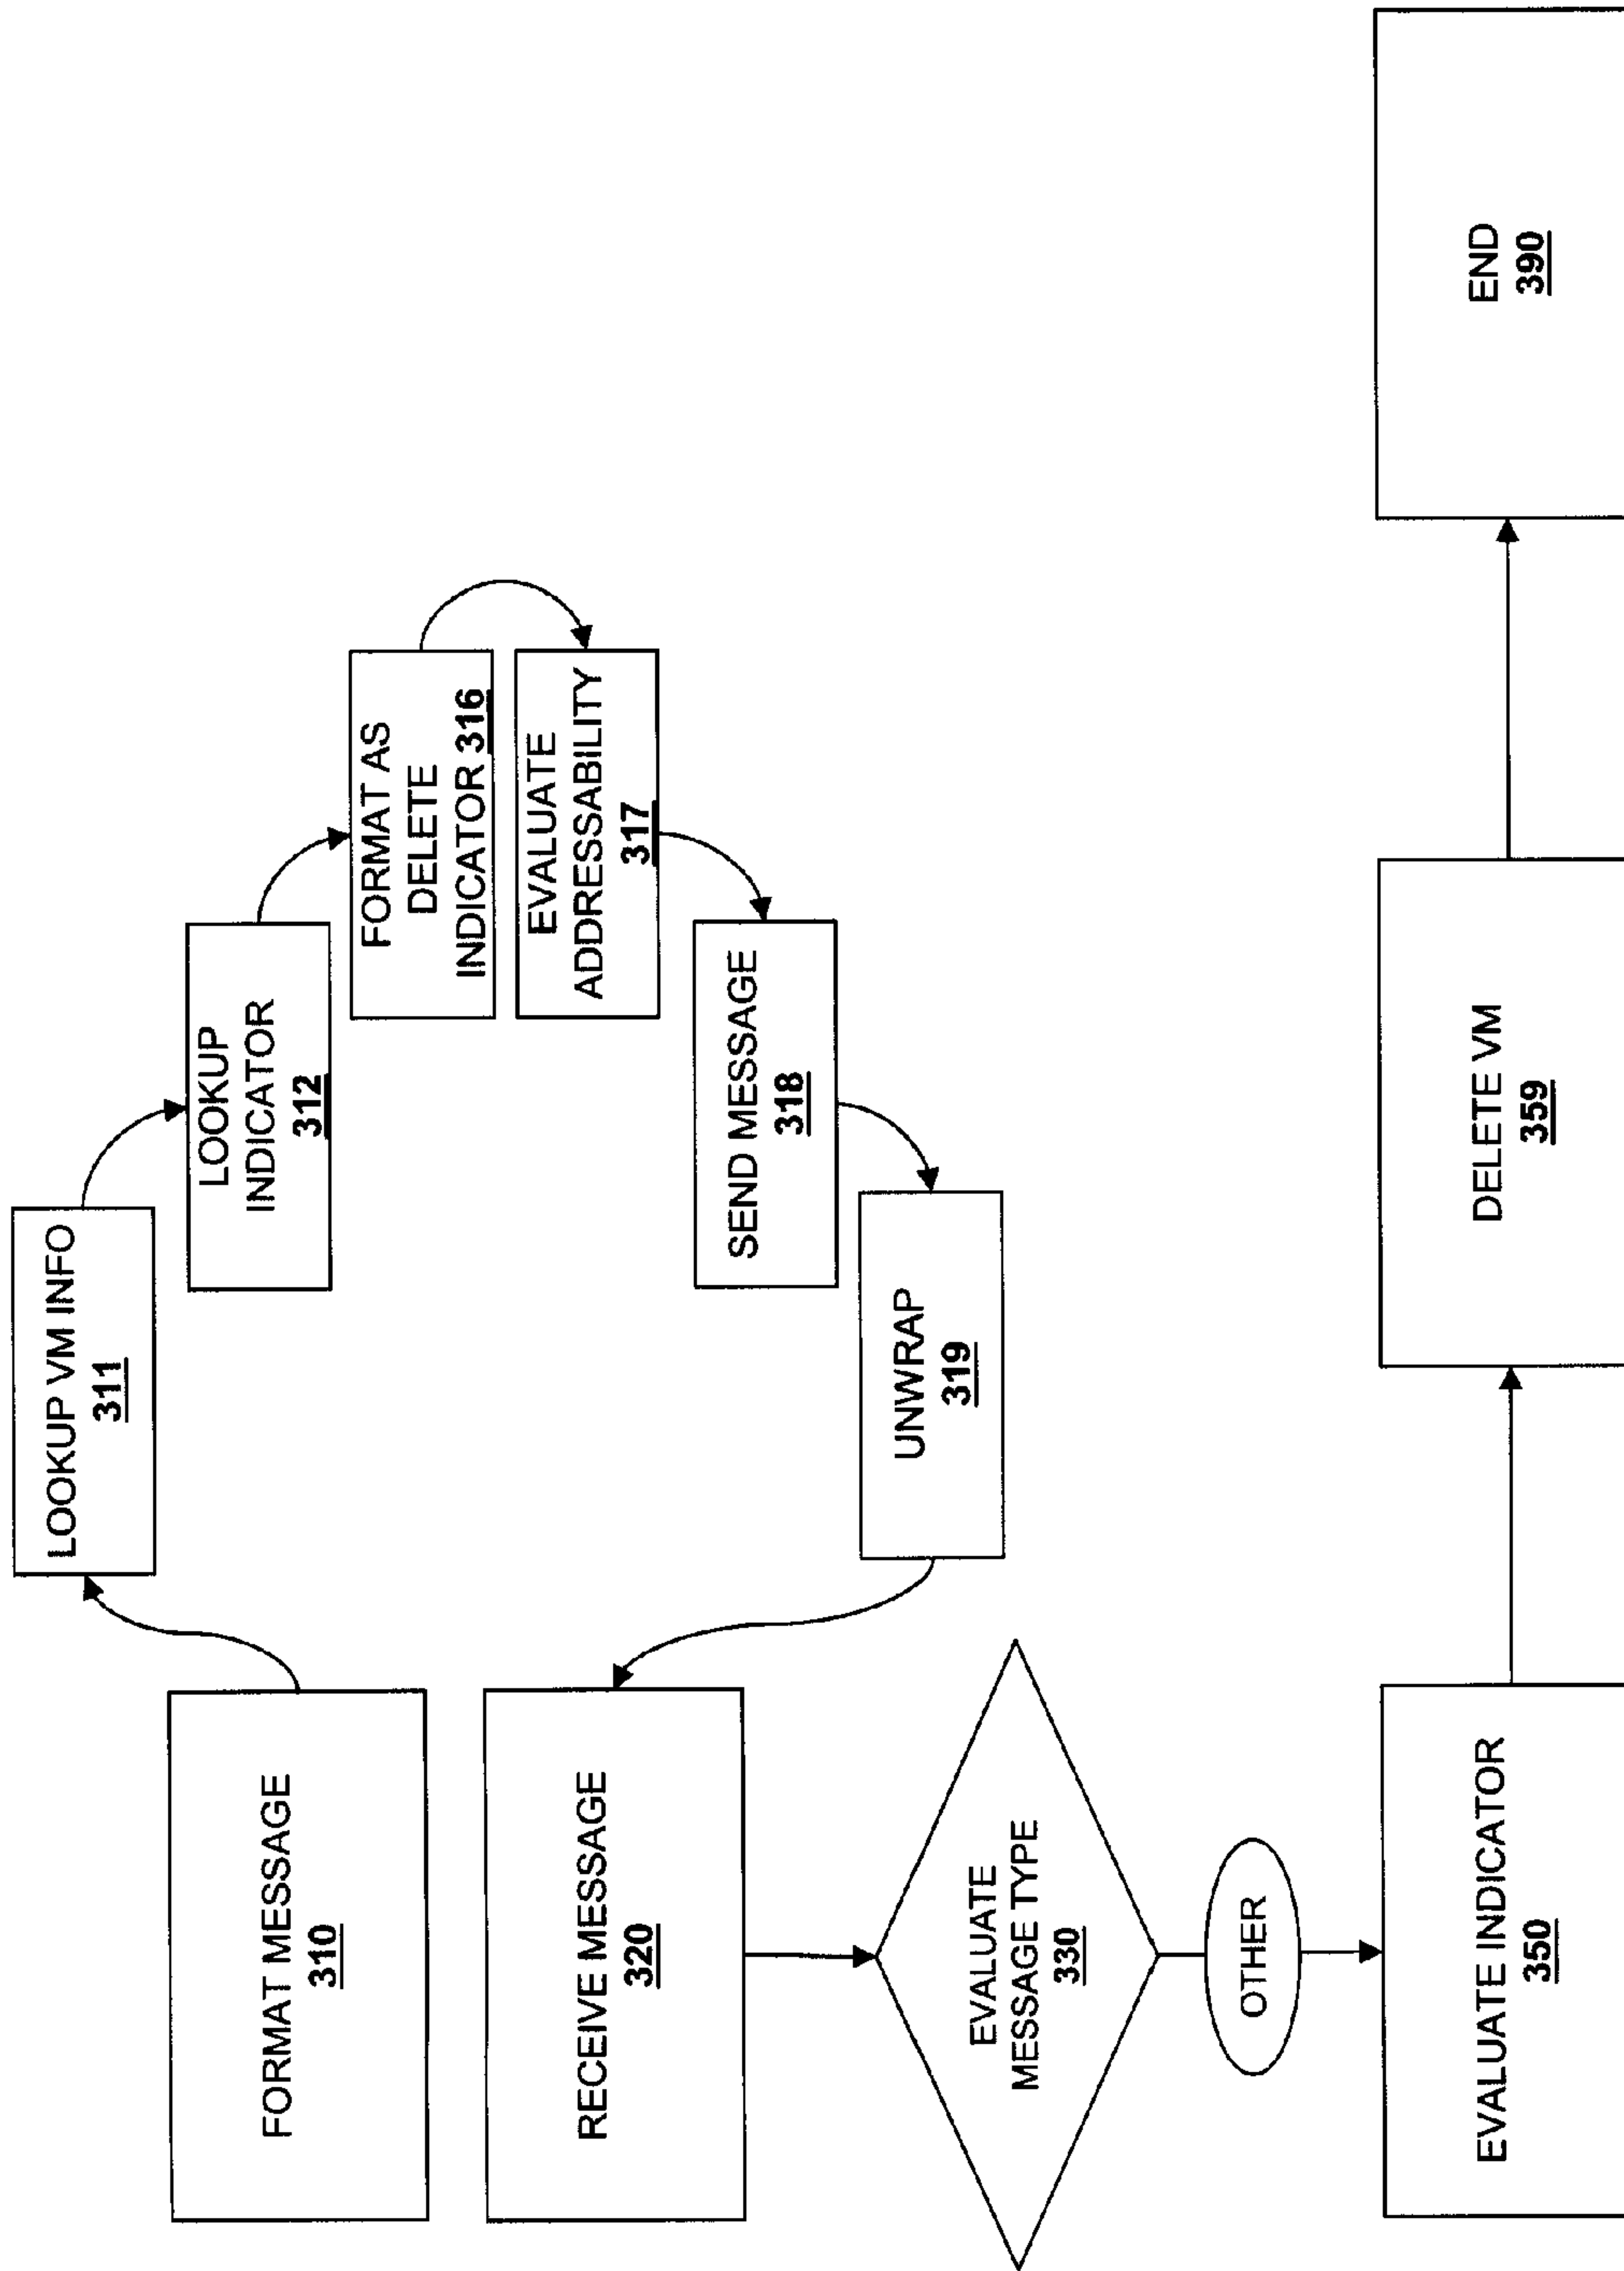 FORMAT MESSAGE
310
LOOKUP VM INFO
311
LOOKUP
INDICATOR
312
FORMAT AS
DELETE
INDICATOR 316
EVALUATE
ADDRESSABILITY
317
SEND MESSAGE
318
UNWRAP
319
RECEIVE MESSAGE
320
EVALUATE
MESSAGE TYPE
330
OTHER
EVALUATE INDICATOR
350
DELETE VM
359
END
390